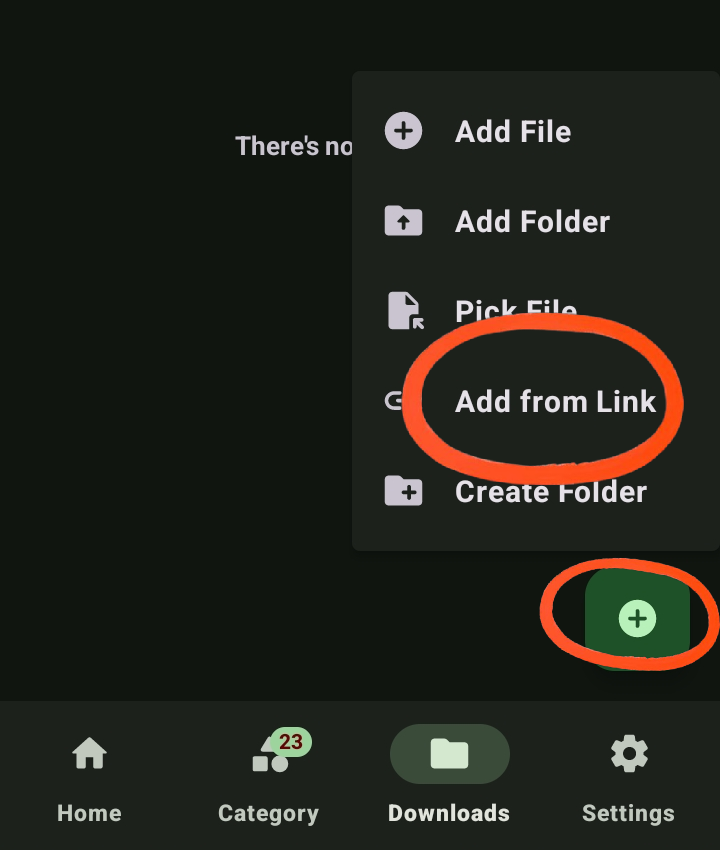 Add File
There's no
Add Folder
Pick File
Add from Link
Create Folder
23
Home Category Downloads Settings